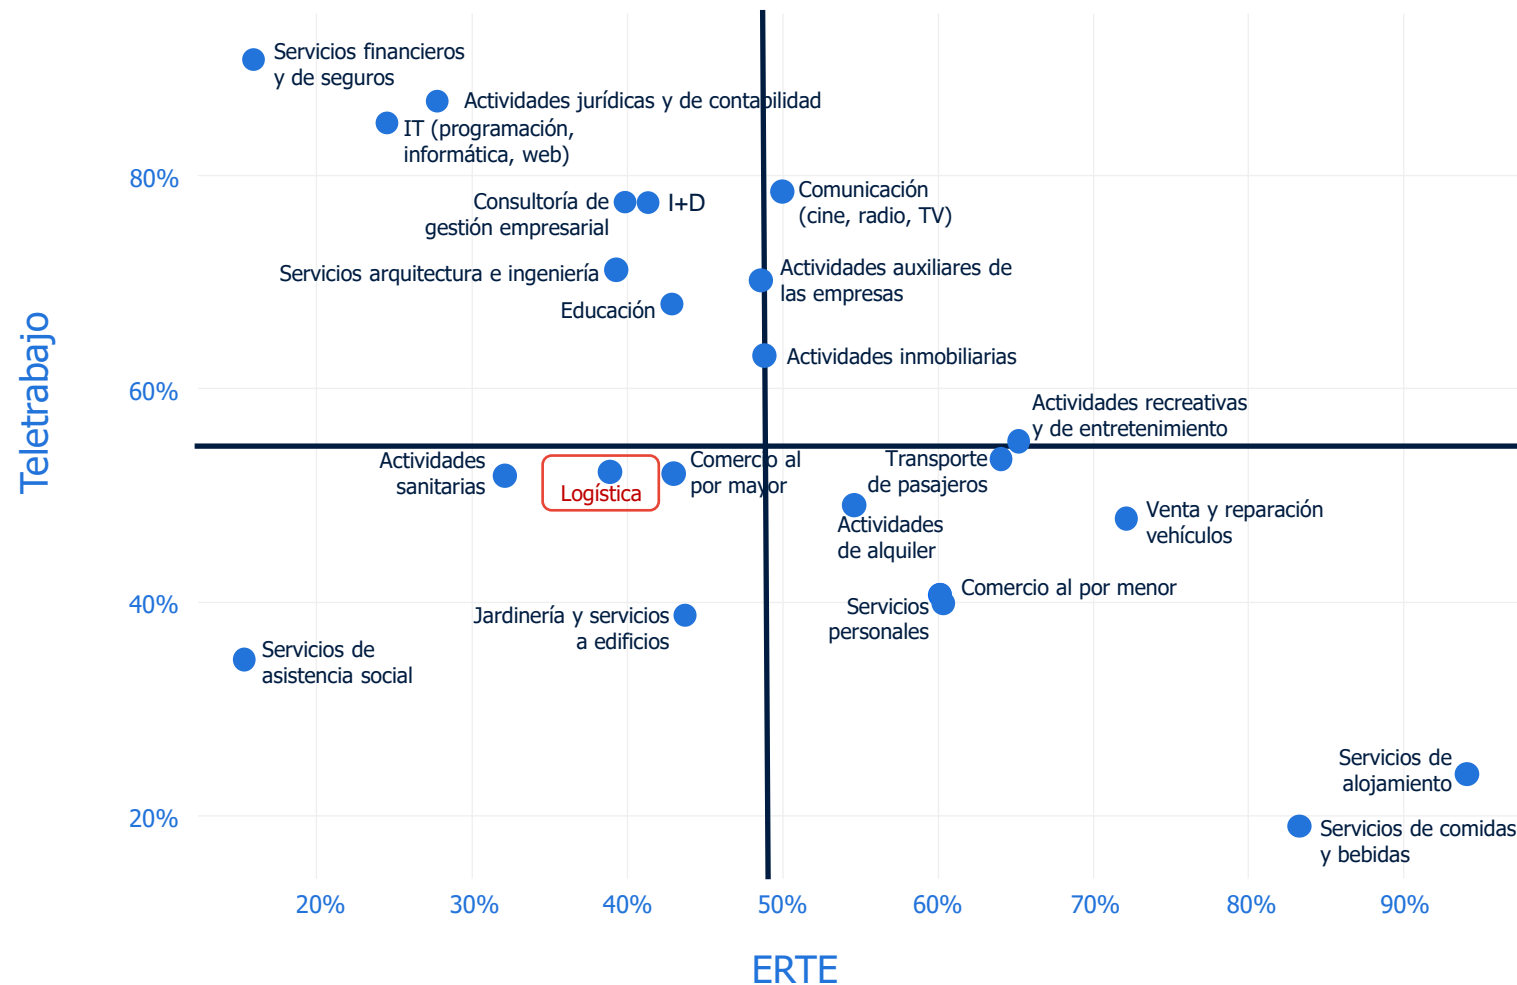 Servicios financieros
y de seguros
Actividades jurídicas y de contabilidad
IT (programación,
informática, web)
80%
Comunicación
(cine, radio, TV)
Consultoría de
gestión empresarial
I+D
Servicios arquitectura e ingeniería
Actividades auxiliares de
las empresas
Educación
Actividades inmobiliarias
Teletrabajo
60%
Actividades recreativas
y de entretenimiento
Actividades
sanitarias
Logística
Comercio al
por mayor
Transporte
de pasajeros
Actividades
de alquiler
Venta y reparación
vehículos
40%
Comercio al por menor
Servicios
personales
Jardinería y servicios
a edificios
Servicios de
asistencia social
Servicios de
alojamiento
20%
Servicios de comidas
y bebidas
20%
30%
40%
50%
60%
70%
80%
90%
ERTE